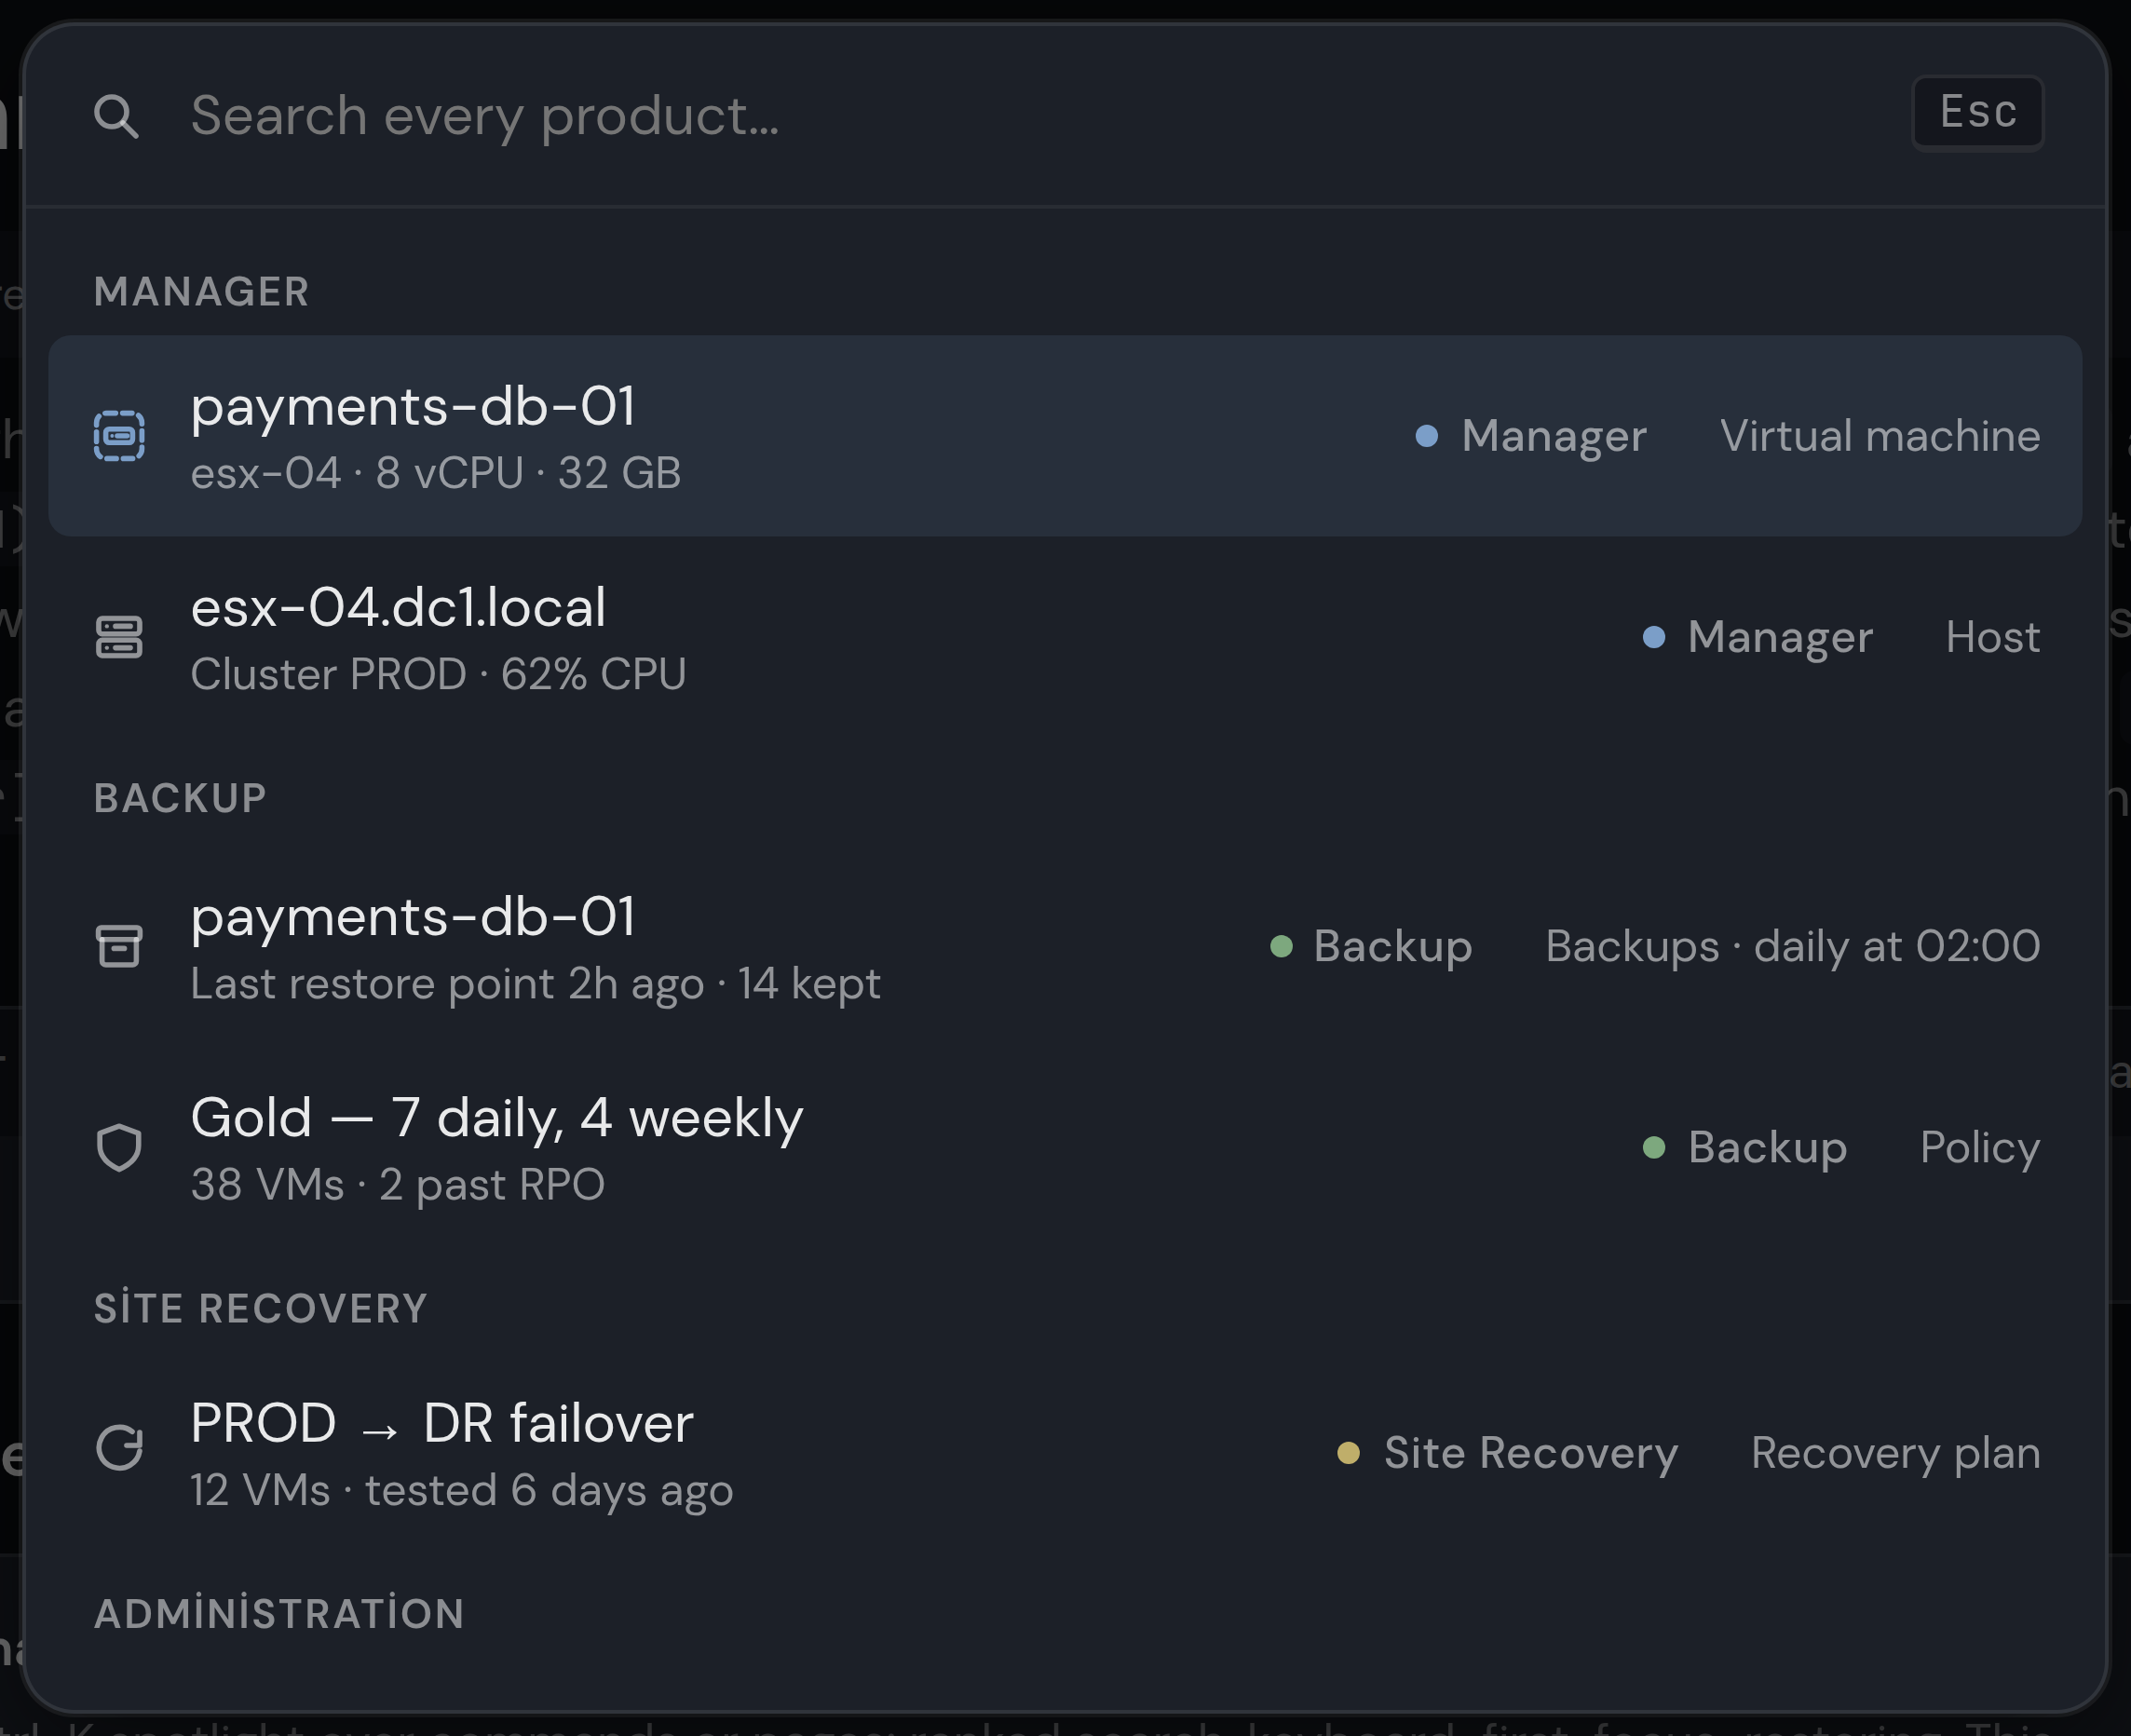 Search every product…
Esc
MANAGER
payments-db-01
esx-04 · 8 vCPU · 32 GB
Manager
Virtual machine
esx-04.dc1.local
Cluster PROD · 62% CPU
Manager
Host
BACKUP
payments-db-01
Last restore point 2h ago · 14 kept
Backup
Backups · daily at 02:00
Gold — 7 daily, 4 weekly
38 VMs · 2 past RPO
Backup
Policy
SİTE RECOVERY
PROD → DR failover
12 VMs · tested 6 days ago
Site Recovery
Recovery plan
ADMİNİSTRATİON